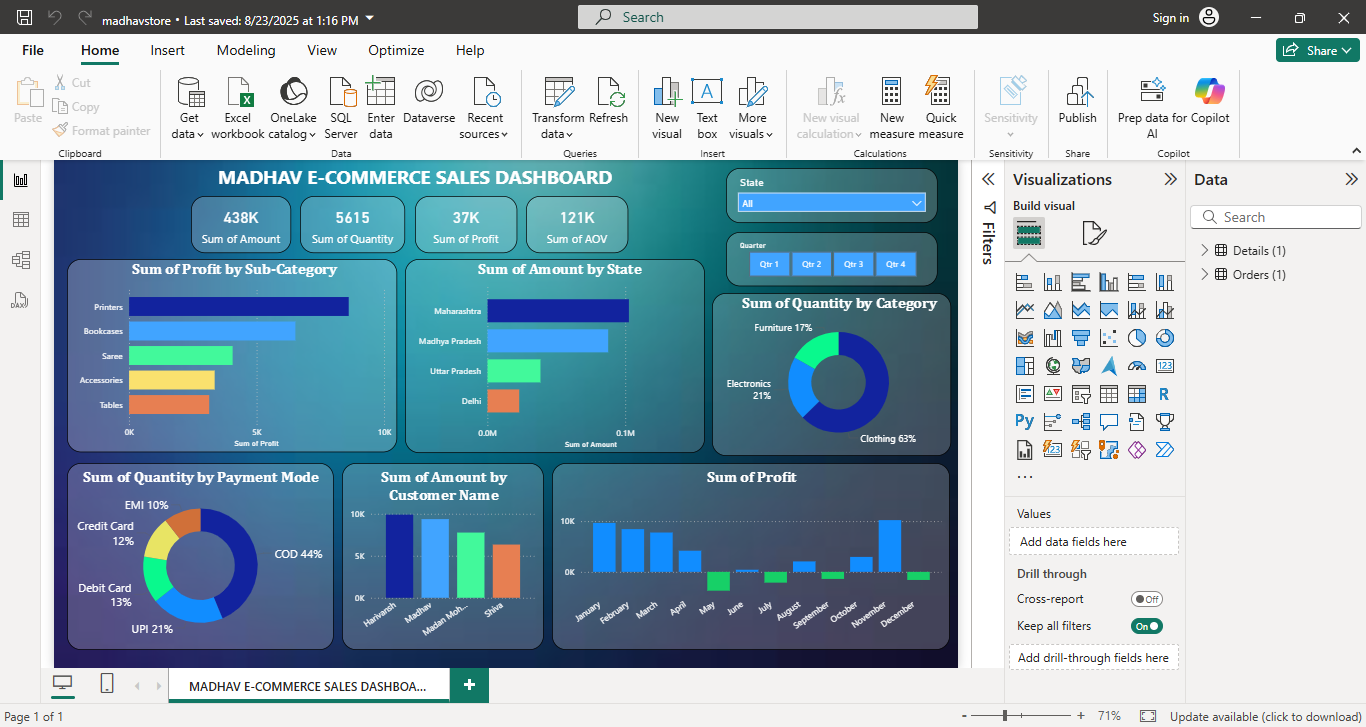 madhavstore • Last saved: 8/23/2025 at 1:16 PM
Search
Sign in
File
Home
Insert
Modeling
View
Optimize
Help
Share
Paste
Cut
Copy
Format painter
Clipboard
Get
data
Excel
workbook
OneLake
catalog
SQL
Server
Enter
data
Dataverse
Recent
sources
Data
Transform
data
Refresh
Queries
New
visual
Text
box
More
visuals
Insert
New visual
calculation
New
measure
Quick
measure
Calculations
Sensitivity
Sensitivity
Publish
Share
Prep data for
AI
Copilot
Copilot
MADHAV E-COMMERCE SALES DASHBOARD
438K
Sum of Amount
5615
Sum of Quantity
37K
Sum of Profit
121K
Sum of AOV
State
All
Quarter
Qtr 1
Qtr 2
Qtr 3
Qtr 4
Sum of Profit by Sub-Category
Printers
Bookcases
Saree
Accessories
Tables
0K
5K
10K
Sum of Profit
Sum of Amount by State
Maharashtra
Madhya Pradesh
Uttar Pradesh
Delhi
0.0M
0.1M
Sum of Amount
Sum of Quantity by Category
Furniture 17%
Electronics
21%
Clothing 63%
Sum of Quantity by Payment Mode
EMI 10%
Credit Card
12%
COD 44%
Debit Card
13%
UPI 21%
Sum of Amount by
Customer Name
10K
5K
0K
Harivansh
Madhav
Madan Moh...
Shiva
Sum of Profit
10K
0K
January
February
March
April
May
June
July
August
September
October
November
December
Filters
Visualizations
Build visual
123
R
Py
123
...
Values
Add data fields here
Drill through
Cross-report
Off
Keep all filters
On
Add drill-through fields here
Data
Search
Details (1)
Orders (1)
DAX
MADHAV E-COMMERCE SALES DASHBOA...
+
Page 1 of 1
-
+
71%
Update available (click to download)